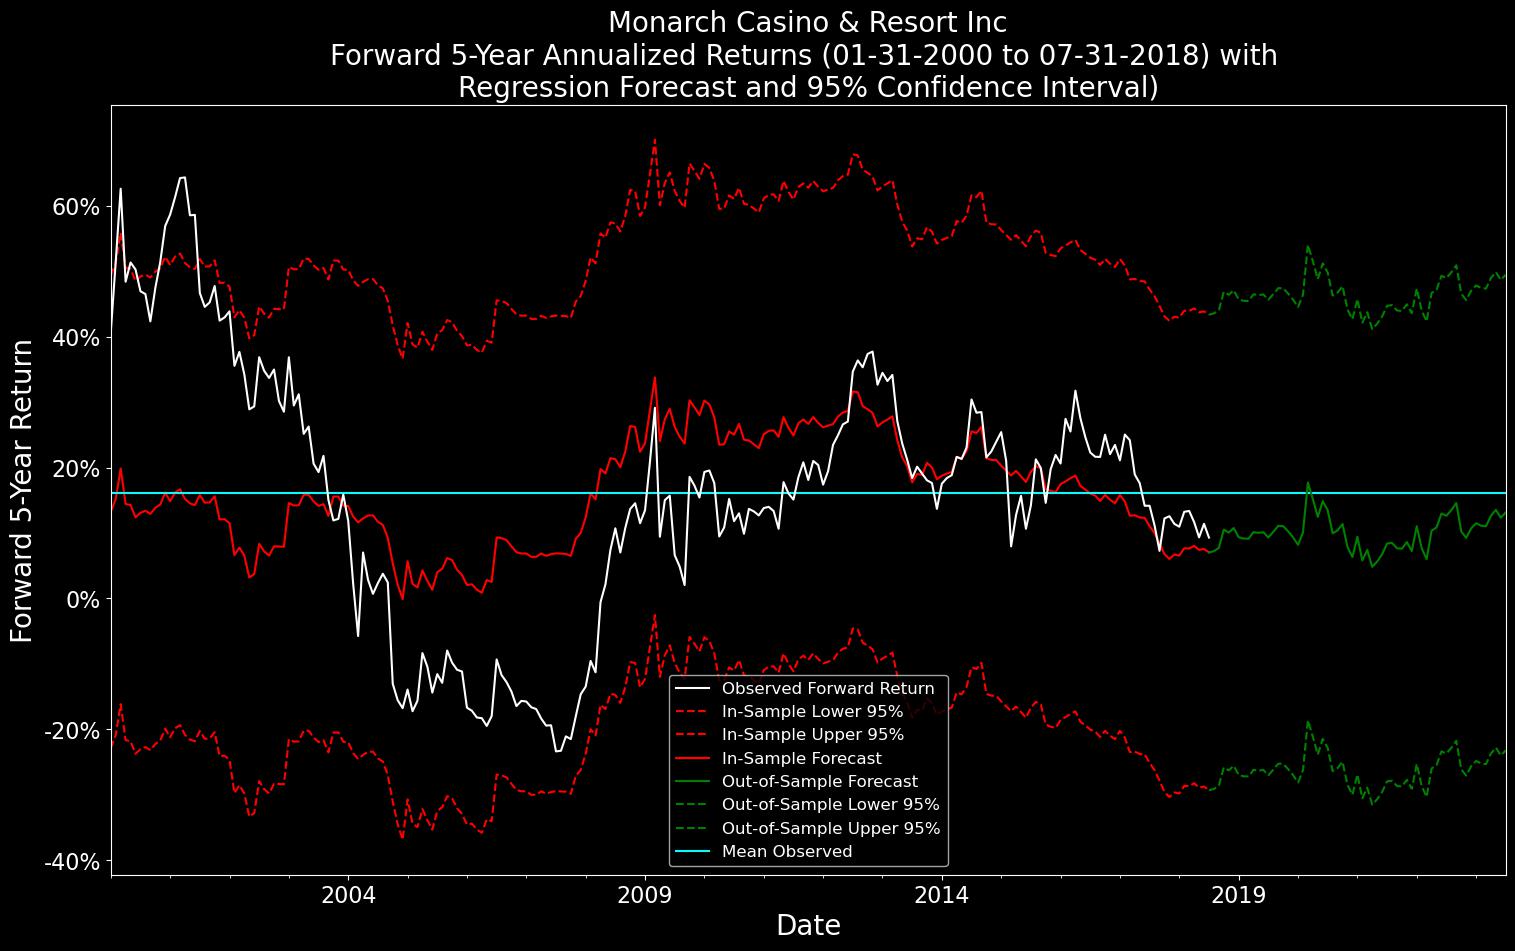 Monarch Casino & Resort Inc
Forward 5-Year Annualized Returns (01-31-2000 to 07-31-2018) with
Regression Forecast and 95% Confidence Interval)
Forward 5-Year Return
60%
40%
20%
0%
-20%
-40%
Observed Forward Return
In-Sample Lower 95%
In-Sample Upper 95%
In-Sample Forecast
Out-of-Sample Forecast
Out-of-Sample Lower 95%
Out-of-Sample Upper 95%
Mean Observed
2004
2009
2014
2019
Date